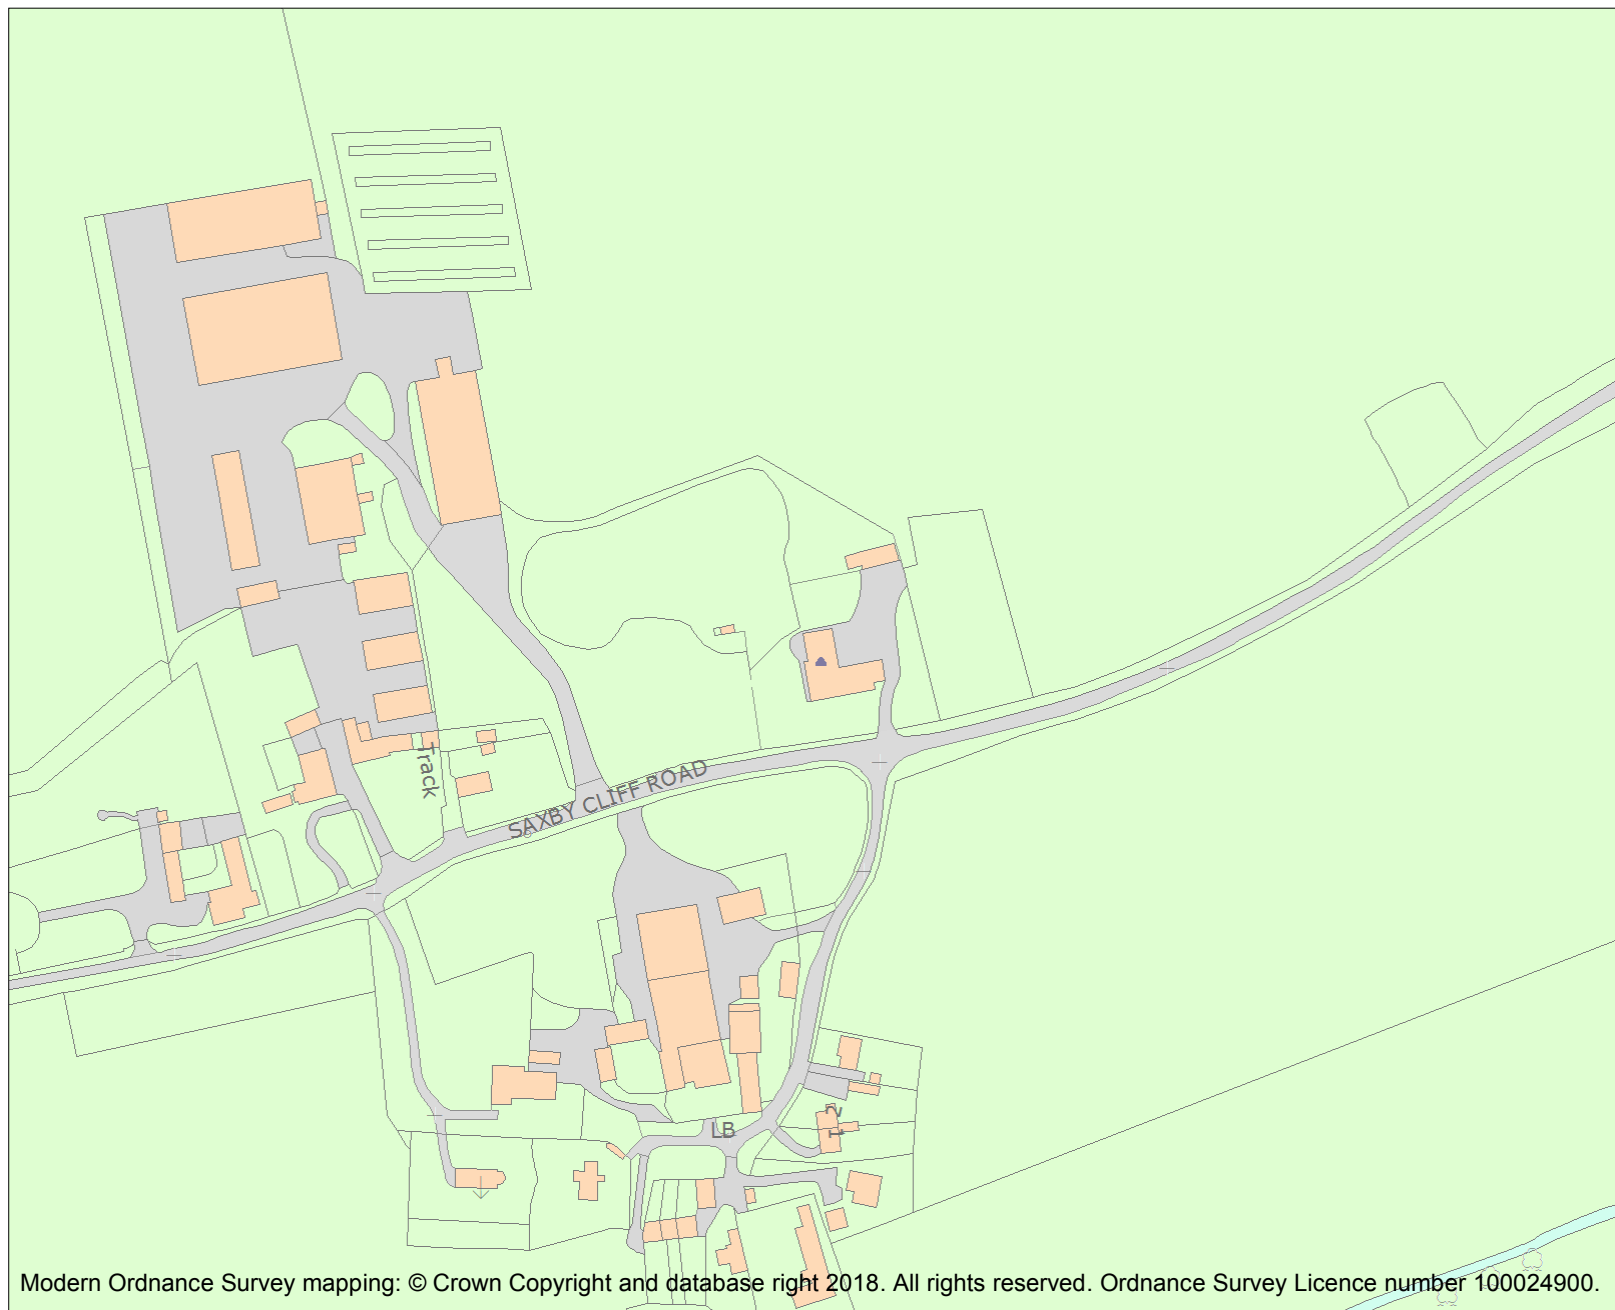 SAXBY CLIFF ROAD
Track
21
LB
Modern Ordnance Survey mapping: © Crown Copyright and database right 2018. All rights reserved. Ordnance Survey Licence number 100024900.